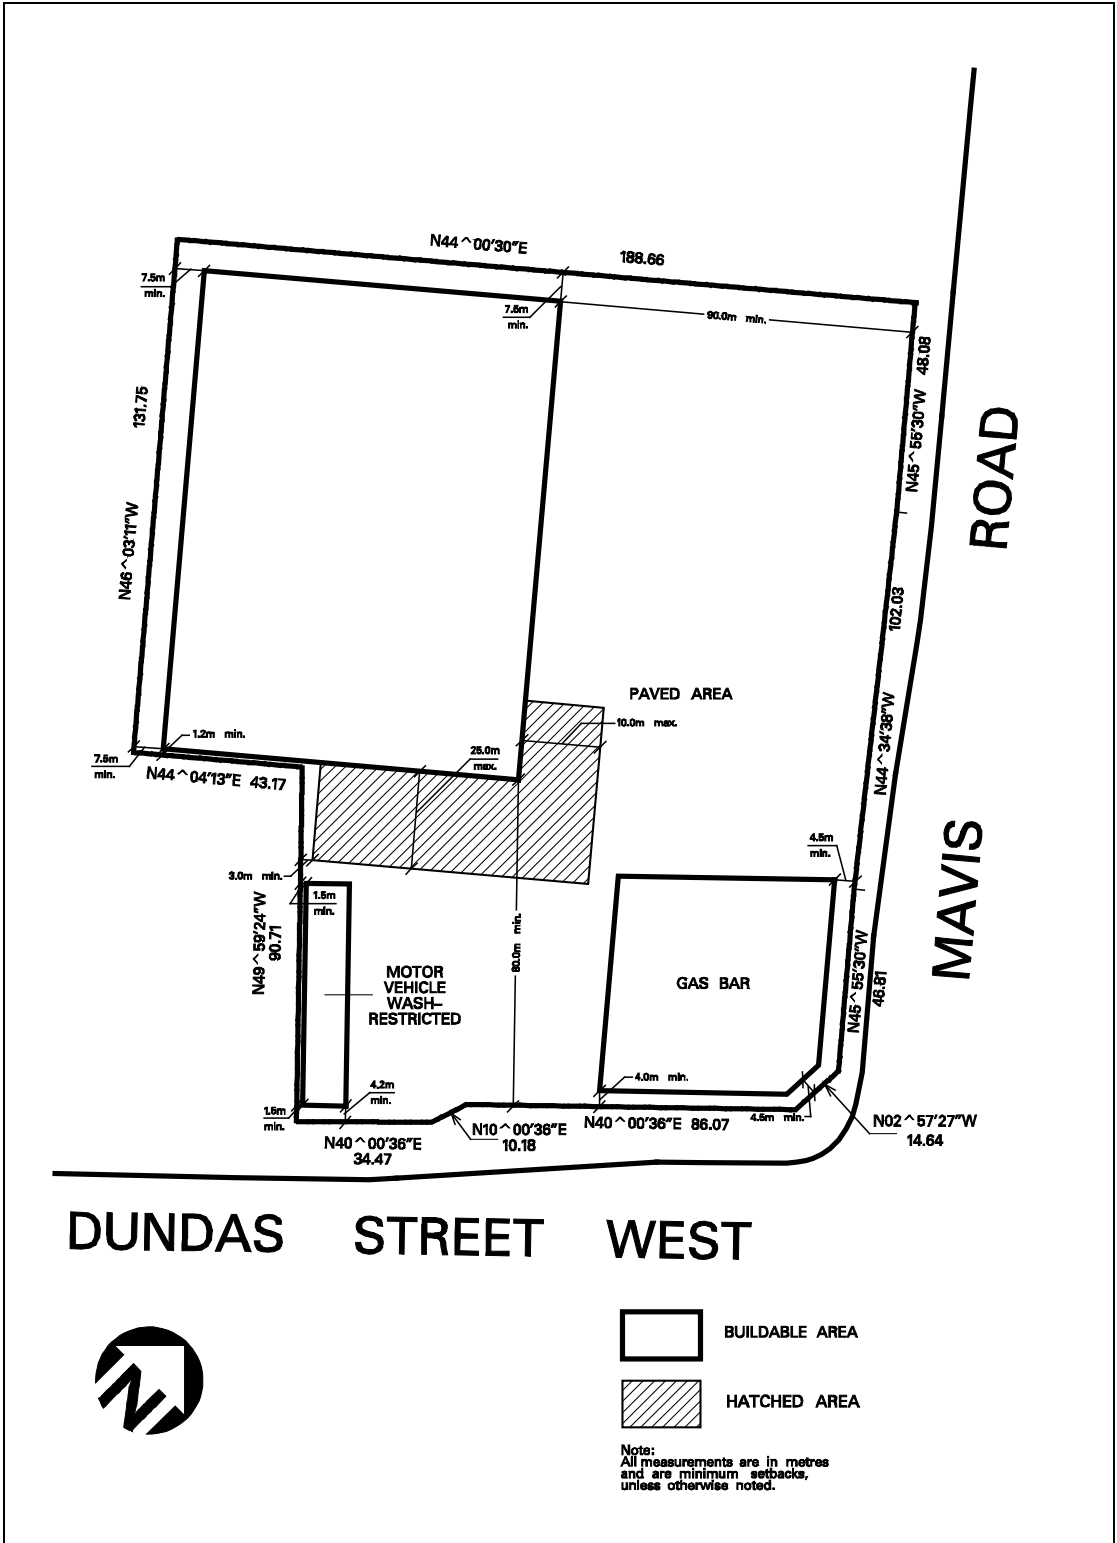 N44^00'30"E
188.66
7.5m
min.
7.5m
min.
90.0m min.
48.08
N45^55'30"W
131.75
N46^03'11"W
ROAD
102.03
PAVED AREA
10.0m max.
1.2m min.
25.0m
max.
7.5m
min.
N44^04'13"E 43.17
N44^34'38"W
4.5m
min.
MAVIS
3.0m min.
1.5m
min.
N49^59'24"W
90.71
80.0m min.
MOTOR
VEHICLE
WASH-
RESTRICTED
GAS BAR
N45^55'30"W
46.81
4.0m min.
4.2m
min.
1.5m
min.
4.5m min.
N40^00'36"E
34.47
N10^00'36"E
10.18
N40^00'36"E 86.07
N02^57'27"W
14.64
DUNDAS STREET WEST
N
BUILDABLE AREA
HATCHED AREA
Note:
All measurements are in metres
and are minimum setbacks,
unless otherwise noted.